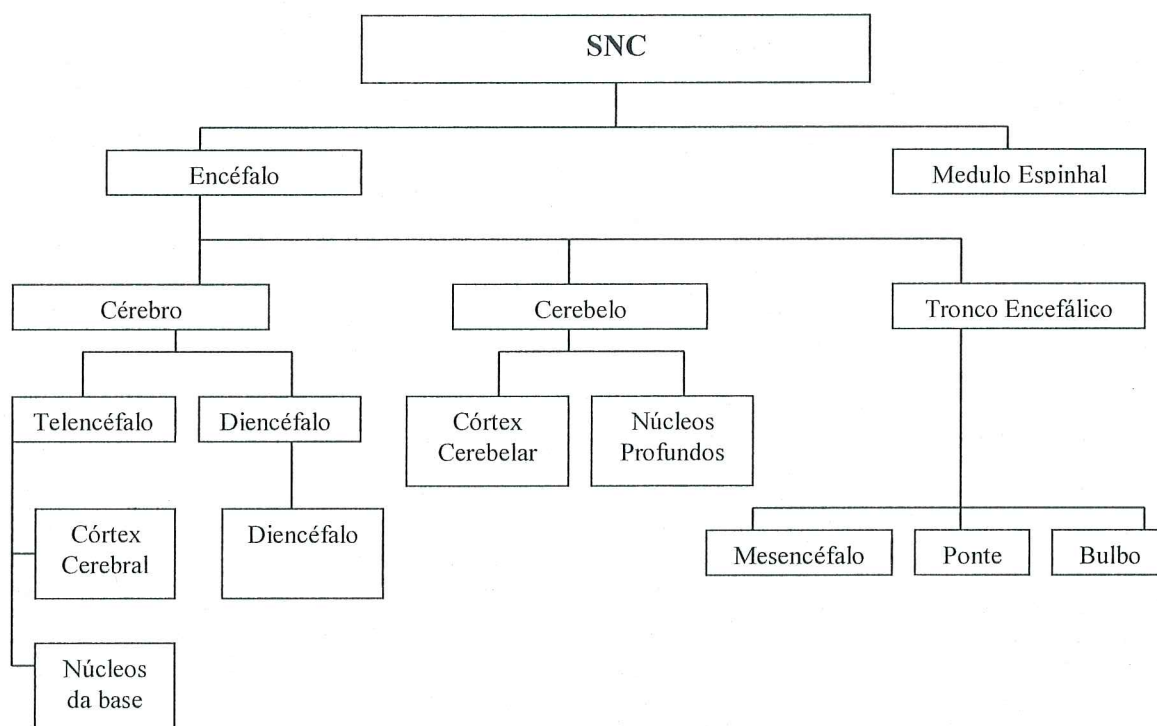 SNC
Encéfalo
Medulo Espinhal
Cérebro
Cerebelo
Tronco Encefálico
Telencéfalo
Diencéfalo
Córtex
Cerebelar
Núcleos
Profundos
Córtex
Cerebral
Diencéfalo
Mesencéfalo
Ponte
Bulbo
Núcleos
da base